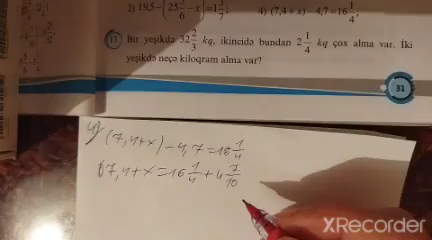 2) 19,5 − (25 5/6 − x) = 1 3/7;
4) (7,4 + x) − 4,7 = 16 1/4;
11 Bir yeşikdə 32 2/3 kq, ikincidə bundan 2 1/4 kq çox alma var. İki
yeşikdə neçə kiloqram alma var?
31
4) (7,4+x) − 4,7 = 16 1/4
7,4+x = 16 1/4 + 4 7/10
XRecorder